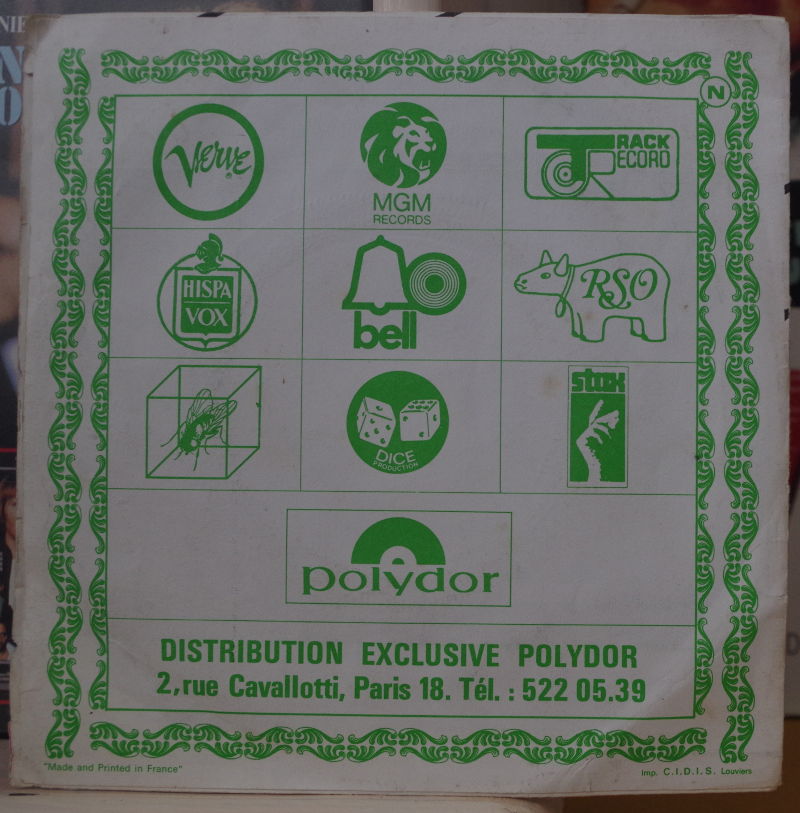 NIE
N
O
N
Verve
MGM
RECORDS
TRACK
RECORD
HISPA
VOX
bell
RSO
DICE
PRODUCTION
stax
polydor
DISTRIBUTION EXCLUSIVE POLYDOR
2, rue Cavallotti, Paris 18. Tél. : 522 05.39
"Made and Printed in France"
Imp. C.I.D.I.S. Louviers